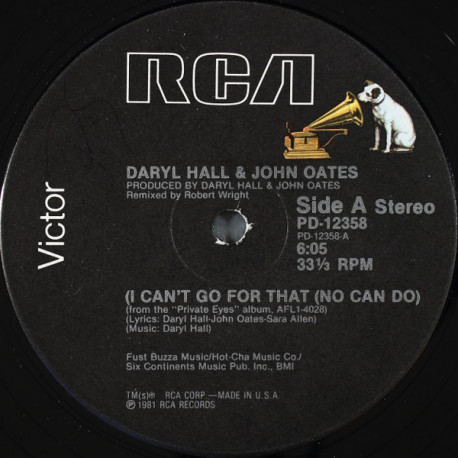 RCA
Victor
DARYL HALL & JOHN OATES
PRODUCED BY DARYL HALL & JOHN OATES
Remixed by Robert Wright
Side A Stereo
PD-12358
PD-12358-A
6:05
33⅓ RPM
(I CAN'T GO FOR THAT (NO CAN DO)
(from the "Private Eyes" album, AFL1-4028)
(Lyrics: Daryl Hall-John Oates-Sara Allen)
(Music: Daryl Hall)
Fust Buzza Music/Hot-Cha Music Co./
Six Continents Music Pub. Inc., BMI
TM(s)® RCA CORP.—MADE IN U.S.A.
℗1981 RCA RECORDS